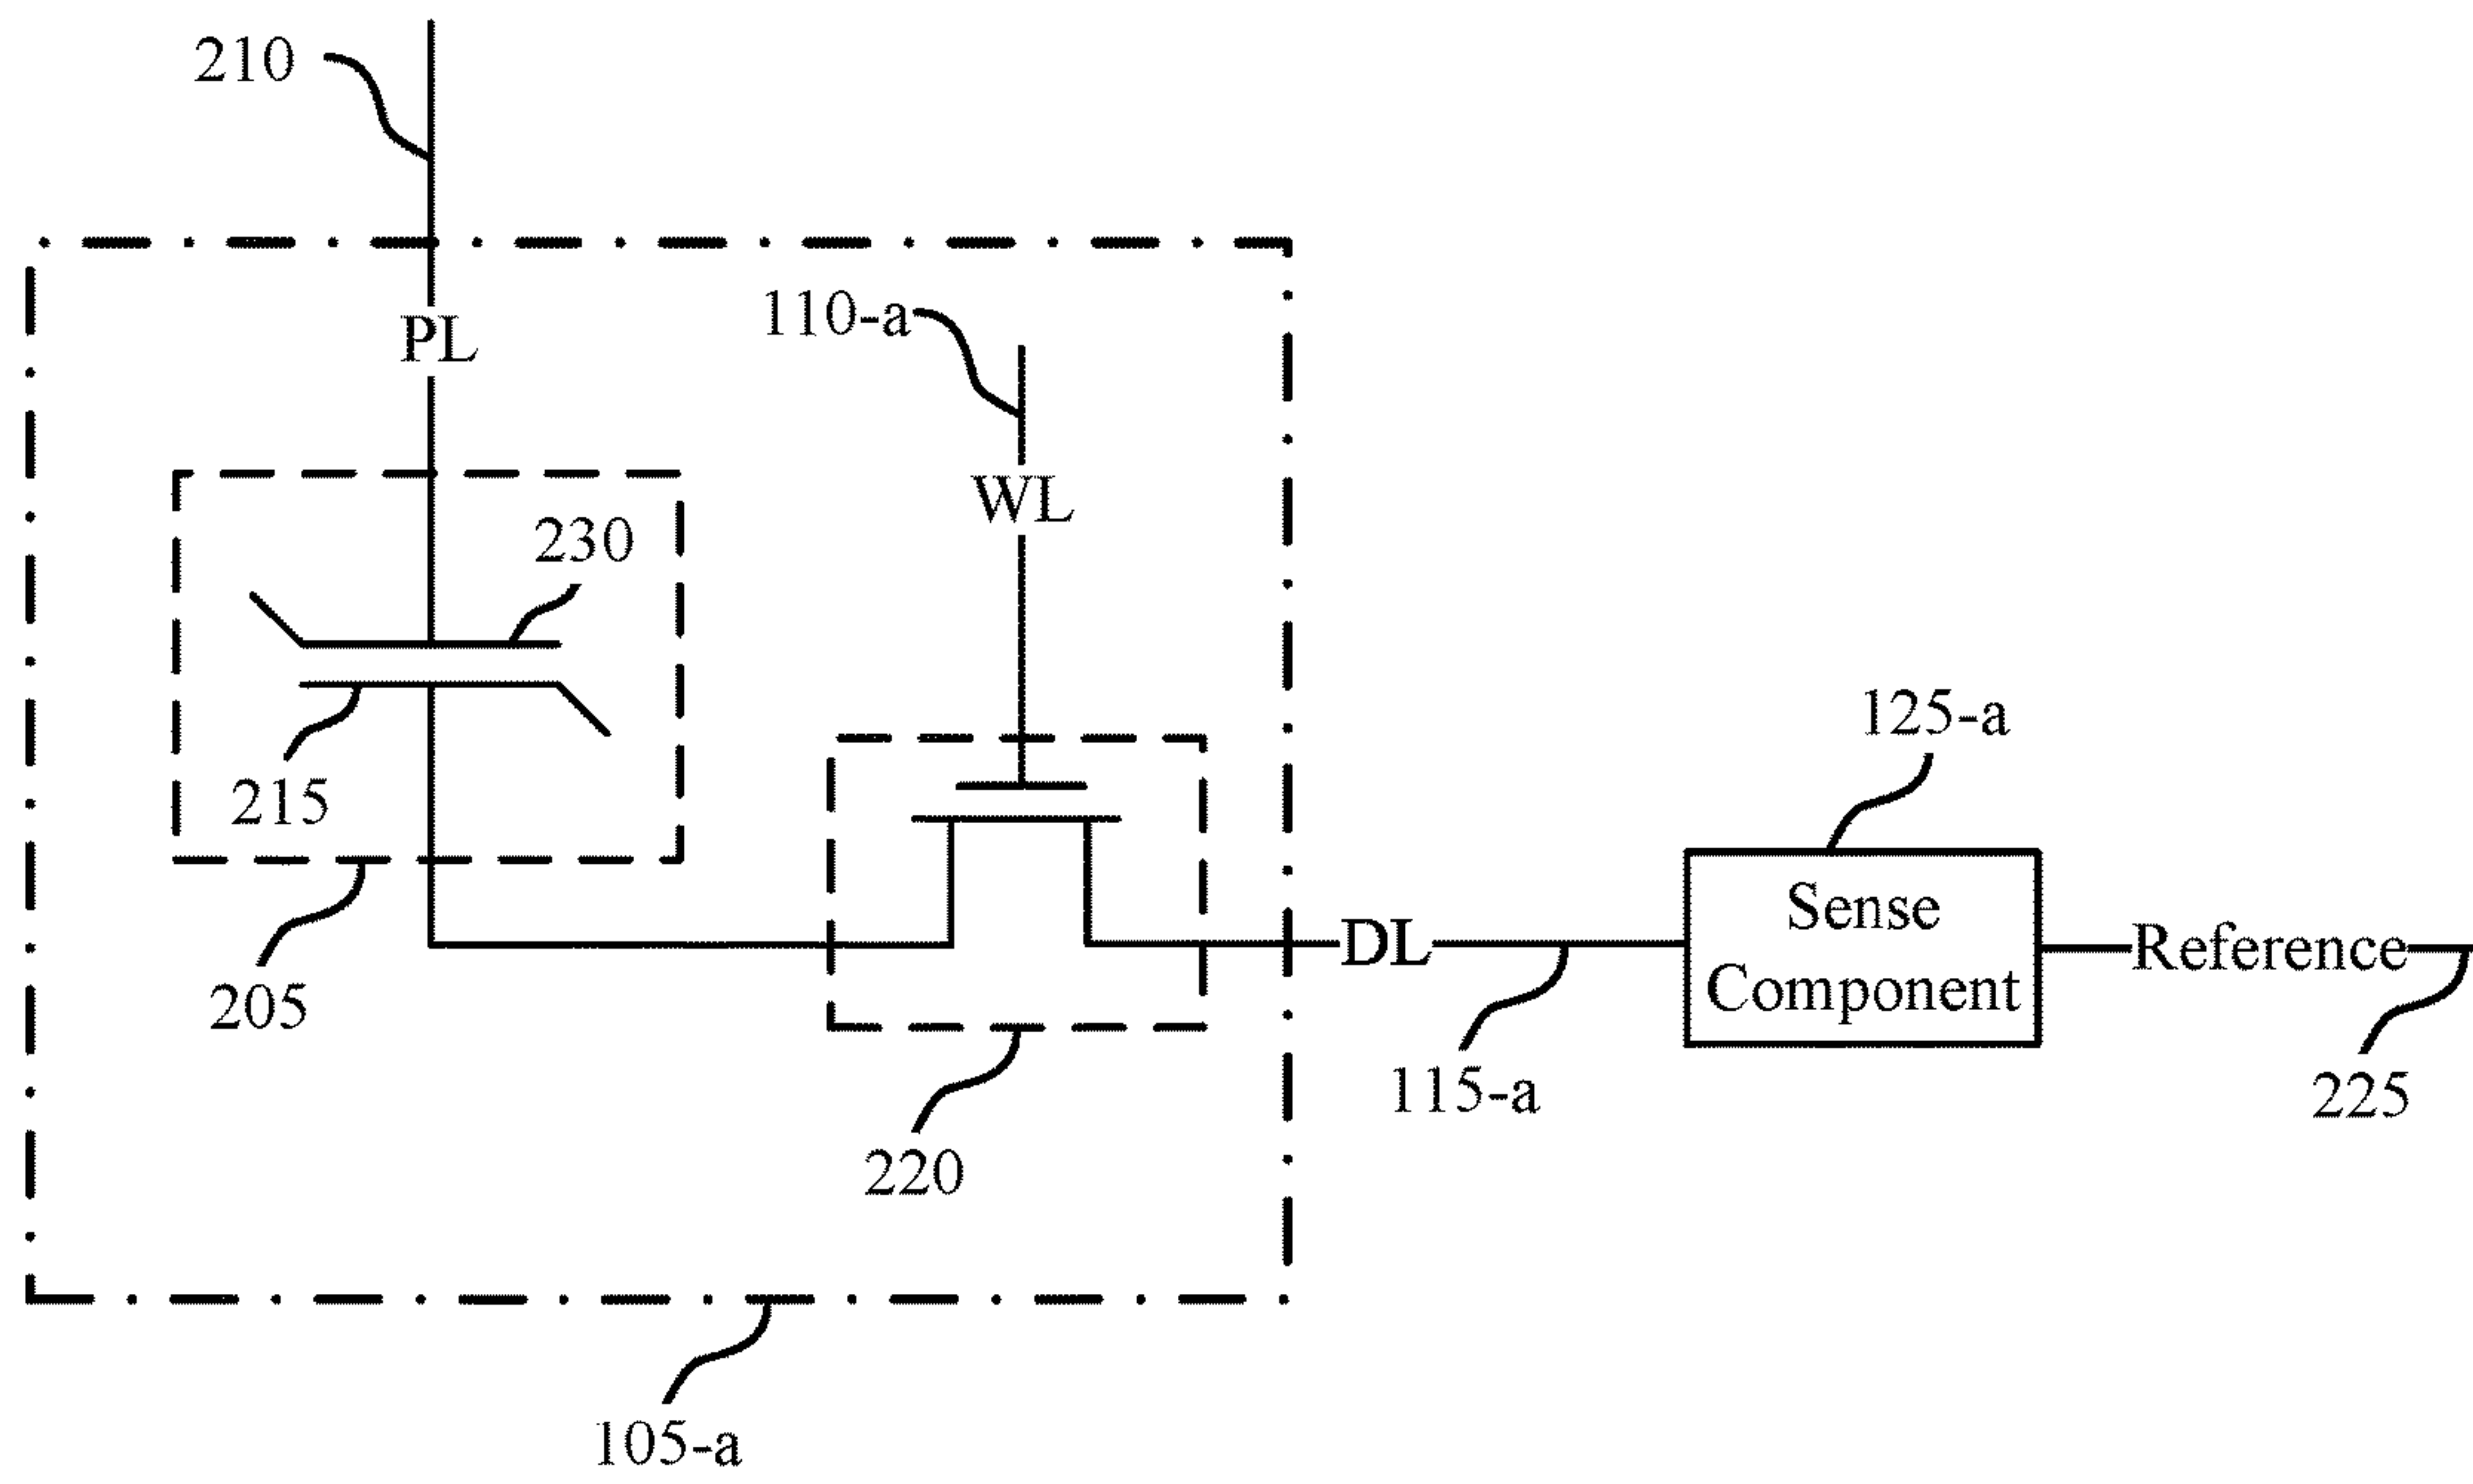 210
110-a
PL
WL
230
215
125-a
Sense
Component
DL
Reference
205
115-a
225
220
105-a